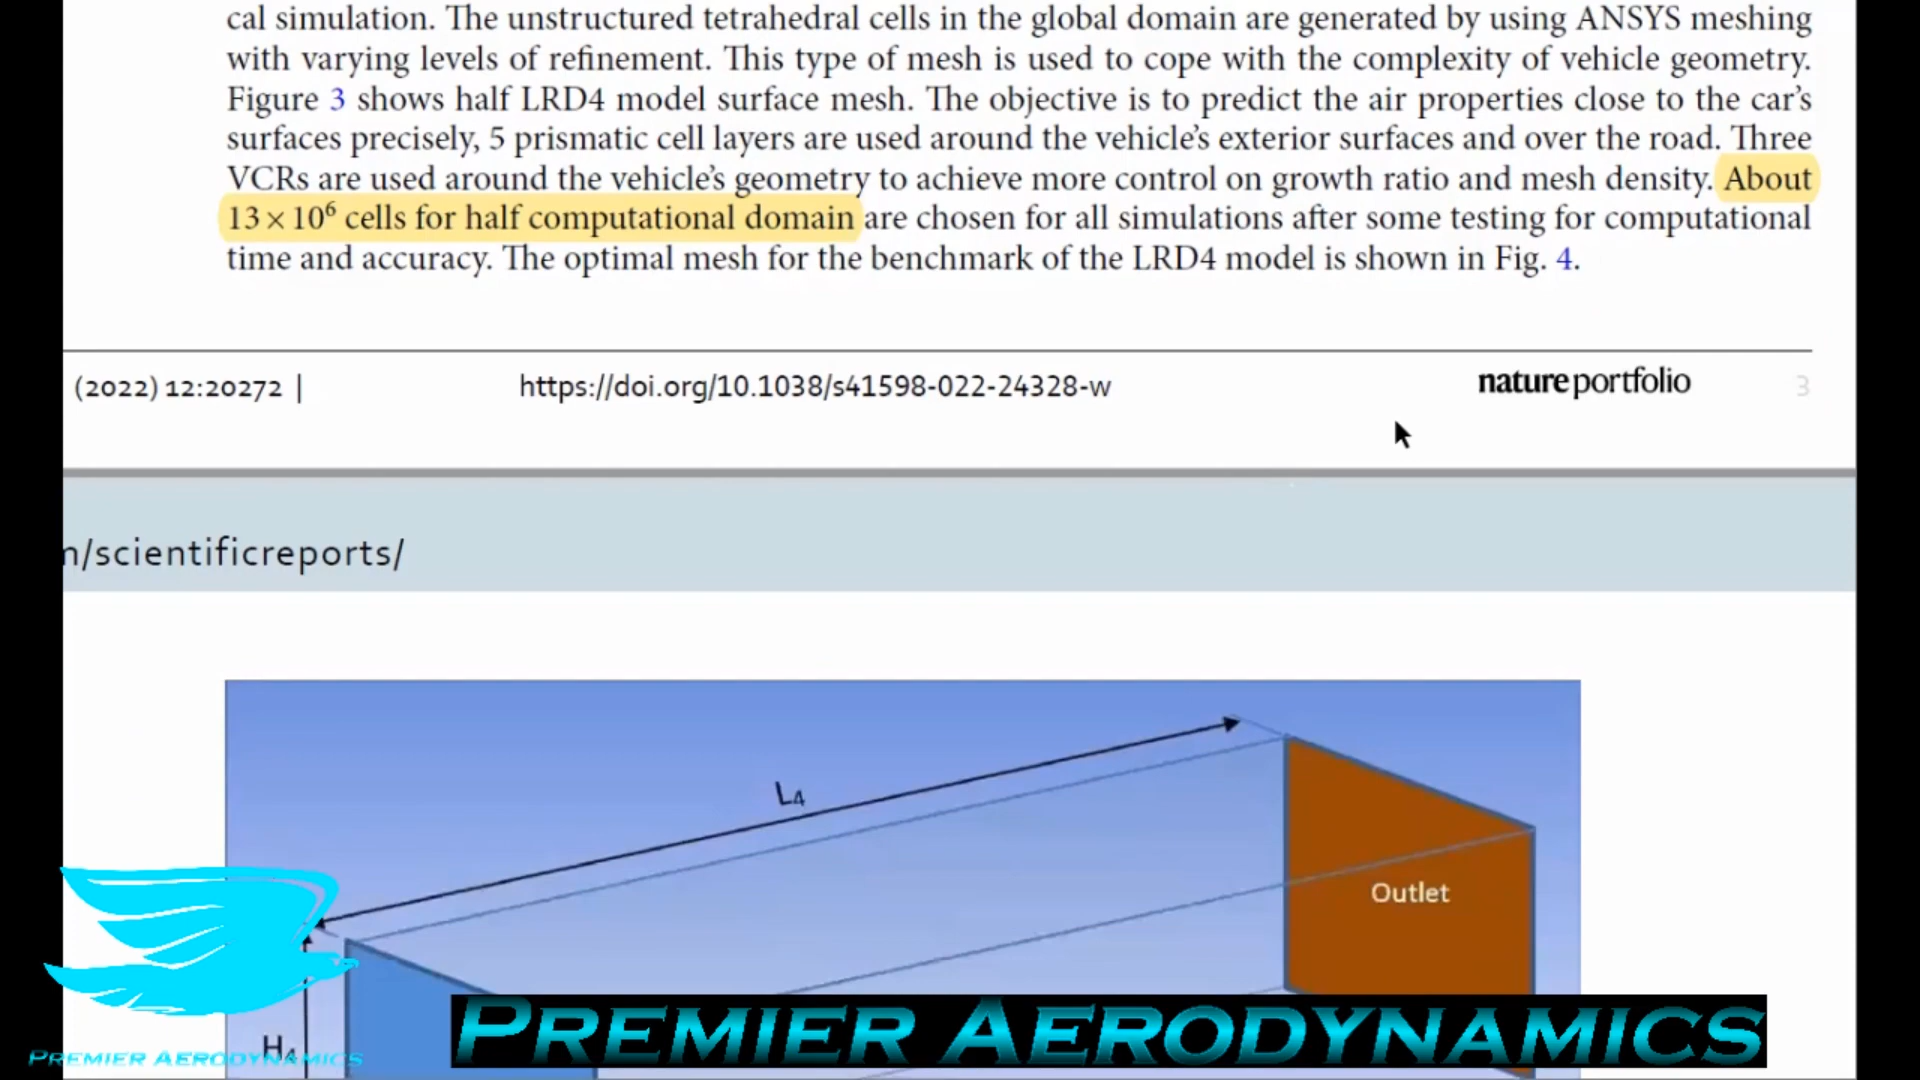 cal simulation. The unstructured tetrahedral cells in the global domain are generated by using ANSYS meshing
with varying levels of refinement. This type of mesh is used to cope with the complexity of vehicle geometry.
Figure 3 shows half LRD4 model surface mesh. The objective is to predict the air properties close to the car’s
surfaces precisely, 5 prismatic cell layers are used around the vehicle’s exterior surfaces and over the road. Three
VCRs are used around the vehicle’s geometry to achieve more control on growth ratio and mesh density. About
13 × 10⁶ cells for half computational domain are chosen for all simulations after some testing for computational
time and accuracy. The optimal mesh for the benchmark of the LRD4 model is shown in Fig. 4.
(2022) 12:20272 | https://doi.org/10.1038/s41598-022-24328-w natureportfolio 3
n/scientificreports/
L4
Outlet
H4
PREMIER AERODYNAMICS
PREMIER AERODYNAMICS